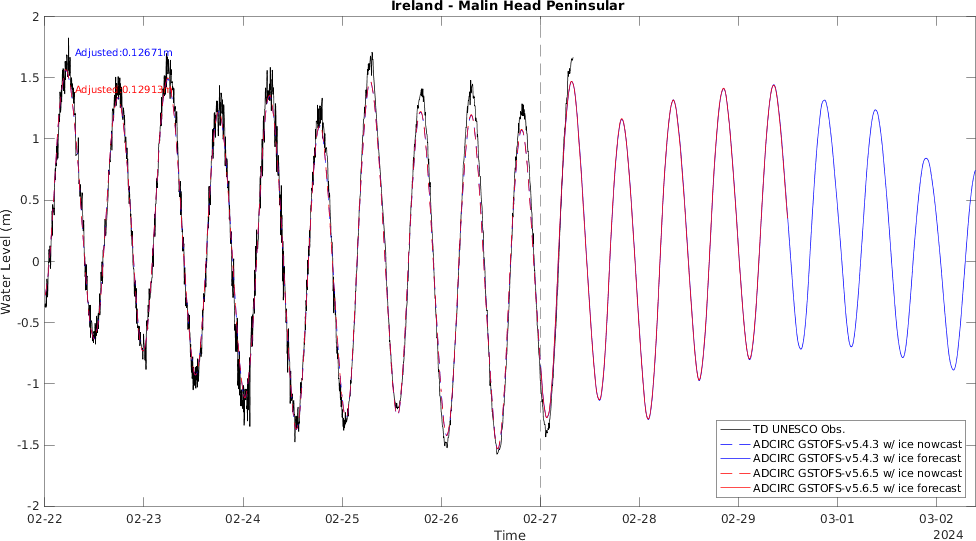 Ireland - Malin Head Peninsular
2
1.5
1
0.5
0
-0.5
-1
-1.5
-2
Water Level (m)
Adjusted:0.12671m
Adjusted:0.12913m
TD UNESCO Obs.
ADCIRC GSTOFS-v5.4.3 w/ ice nowcast
ADCIRC GSTOFS-v5.4.3 w/ ice forecast
ADCIRC GSTOFS-v5.6.5 w/ ice nowcast
ADCIRC GSTOFS-v5.6.5 w/ ice forecast
02-22 02-23 02-24 02-25 02-26 02-27 02-28 02-29 03-01 03-02
Time
2024